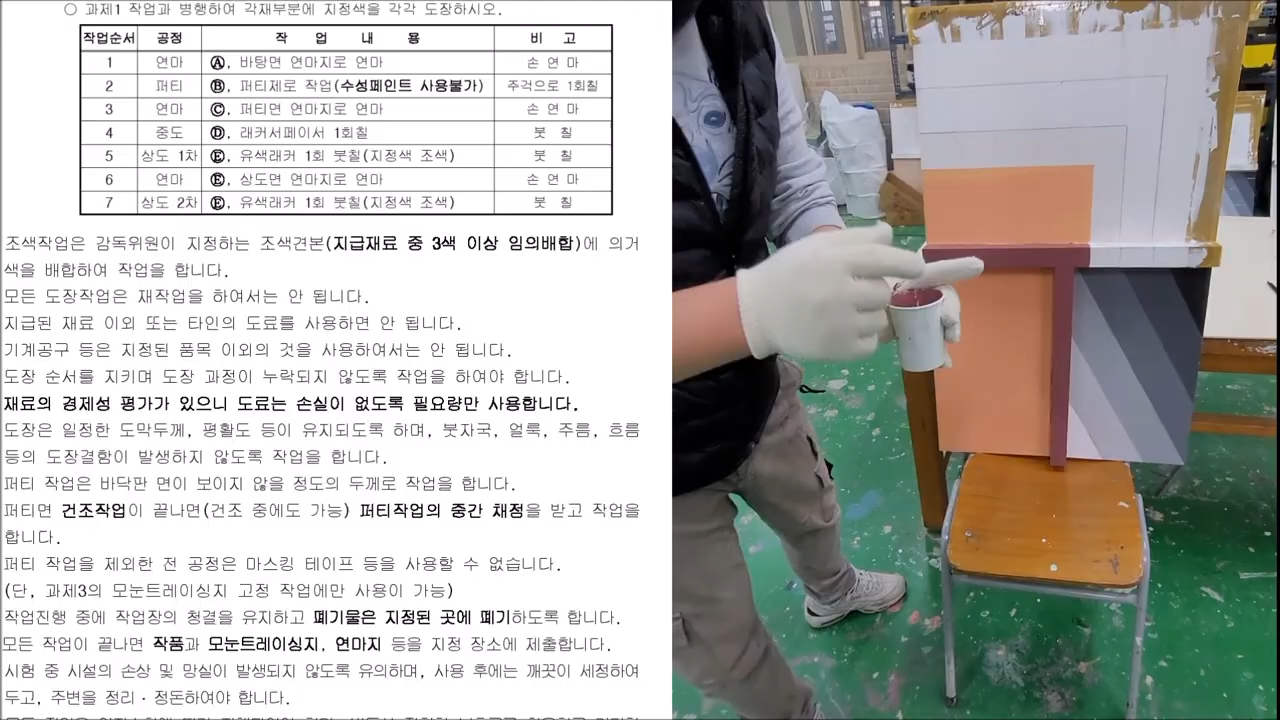 ○ 과제1 작업과 병행하여 각재부분에 지정색을 각각 도장하시오.
작업순서 공정 작 업 내 용 비 고
1 연마 Ⓐ, 바탕면 연마지로 연마 손 연 마
2 퍼티 Ⓑ, 퍼티제로 작업(수성페인트 사용불가) 주걱으로 1회칠
3 연마 Ⓒ, 퍼티면 연마지로 연마 손 연 마
4 중도 Ⓓ, 래커서페이서 1회칠 붓 칠
5 상도 1차 Ⓔ, 유색래커 1회 붓칠(지정색 조색) 붓 칠
6 연마 Ⓔ, 상도면 연마지로 연마 손 연 마
7 상도 2차 Ⓔ, 유색래커 1회 붓칠(지정색 조색) 붓 칠
조색작업은 감독위원이 지정하는 조색견본(지급재료 중 3색 이상 임의배합)에 의거
색을 배합하여 작업을 합니다.
모든 도장작업은 재작업을 하여서는 안 됩니다.
지급된 재료 이외 또는 타인의 도료를 사용하면 안 됩니다.
기계공구 등은 지정된 품목 이외의 것을 사용하여서는 안 됩니다.
도장 순서를 지키며 도장 과정이 누락되지 않도록 작업을 하여야 합니다.
재료의 경제성 평가가 있으니 도료는 손실이 없도록 필요량만 사용합니다.
도장은 일정한 도막두께, 평활도 등이 유지되도록 하며, 붓자국, 얼룩, 주름, 흐름
등의 도장결함이 발생하지 않도록 작업을 합니다.
퍼티 작업은 바닥판 면이 보이지 않을 정도의 두께로 작업을 합니다.
퍼티면 건조작업이 끝나면(건조 중에도 가능) 퍼티작업의 중간 채정을 받고 작업을
합니다.
퍼티 작업을 제외한 전 공정은 마스킹 테이프 등을 사용할 수 없습니다.
(단, 과제3의 모눈트레이싱지 고정 작업에만 사용이 가능)
작업진행 중에 작업장의 청결을 유지하고 폐기물은 지정된 곳에 폐기하도록 합니다.
모든 작업이 끝나면 작품과 모눈트레이싱지, 연마지 등을 지정 장소에 제출합니다.
시험 중 시설의 손상 및 망실이 발생되지 않도록 유의하며, 사용 후에는 깨끗이 세정하여
두고, 주변을 정리·정돈하여야 합니다.